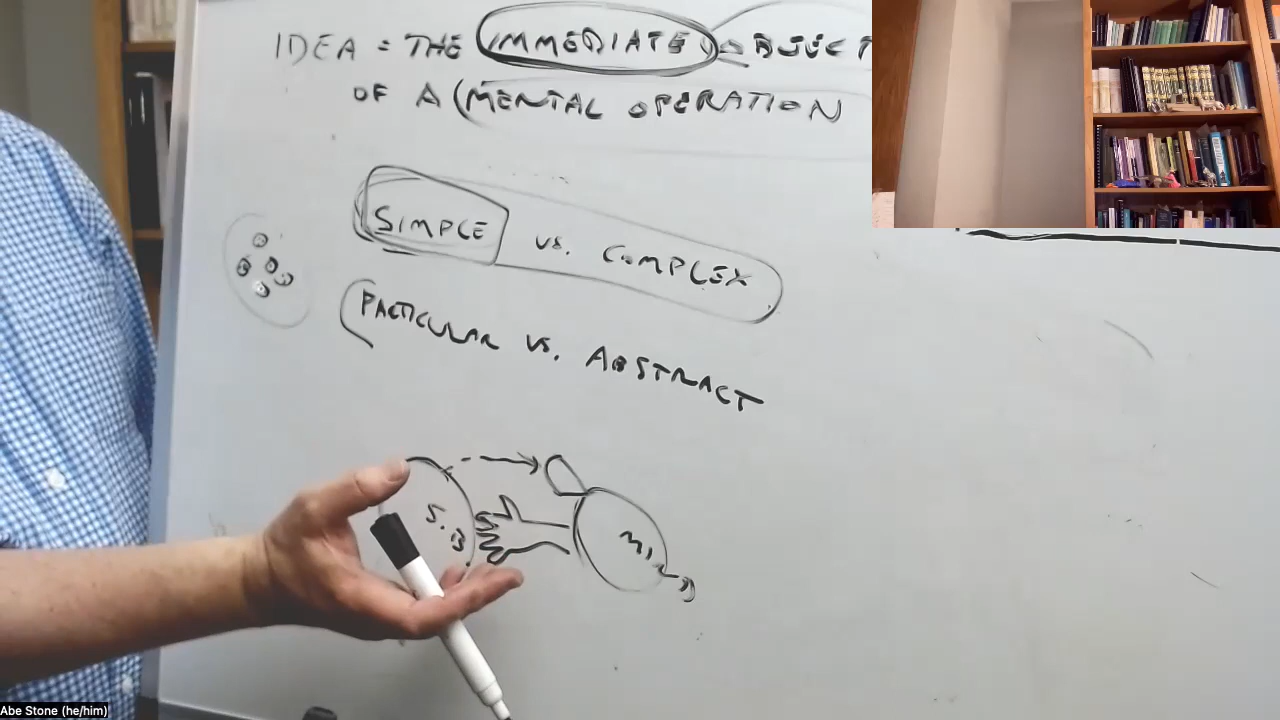 IDEA = THE IMMEDIATE OBJECT
OF A (MENTAL OPERATION
SIMPLE vs. COMPLEX
PARTICULAR vs. ABSTRACT
S.B
MIND
Abe Stone (he/him)